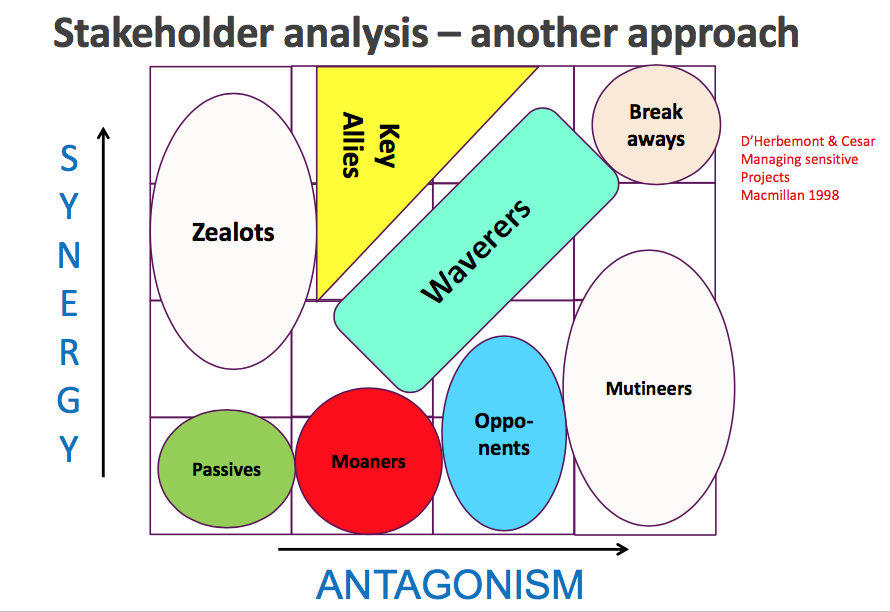 Stakeholder analysis – another approach
S
Y
N
E
R
G
Y
Zealots
Key
Allies
Waverers
Break
aways
D’Herbemont & Cesar
Managing sensitive
Projects
Macmillan 1998
Passives
Moaners
Oppo-
nents
Mutineers
ANTAGONISM